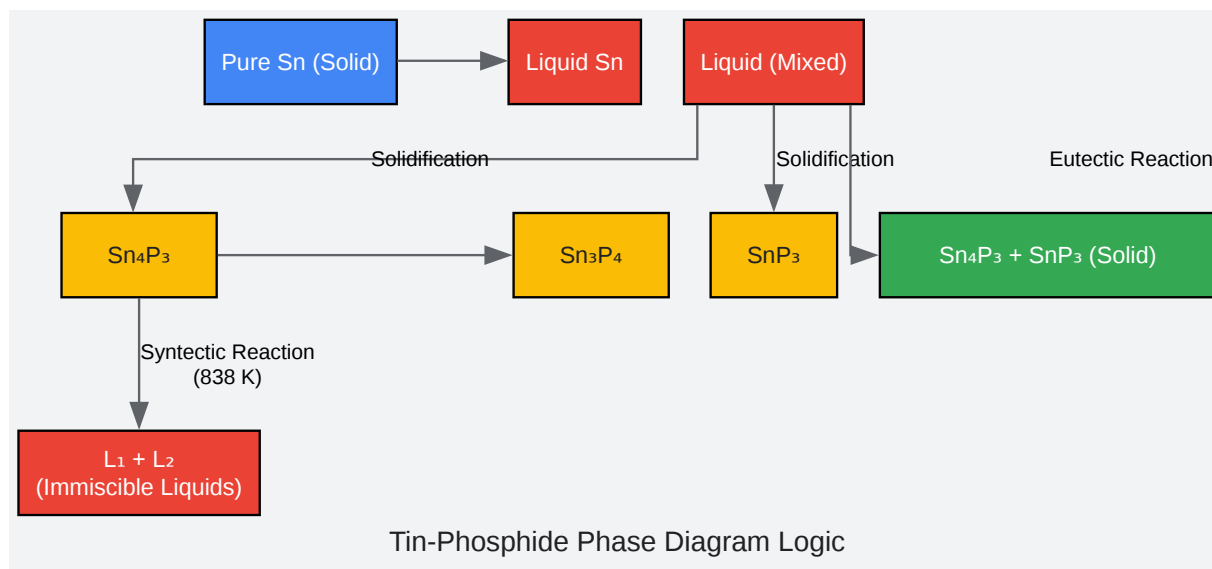 Pure Sn (Solid)
Liquid Sn
Liquid (Mixed)
Solidification
Solidification
Eutectic Reaction
Sn₄P₃
Sn₃P₄
SnP₃
Sn₄P₃ + SnP₃ (Solid)
Syntectic Reaction
(838 K)
L₁ + L₂
(Immiscible Liquids)
Tin-Phosphide Phase Diagram Logic